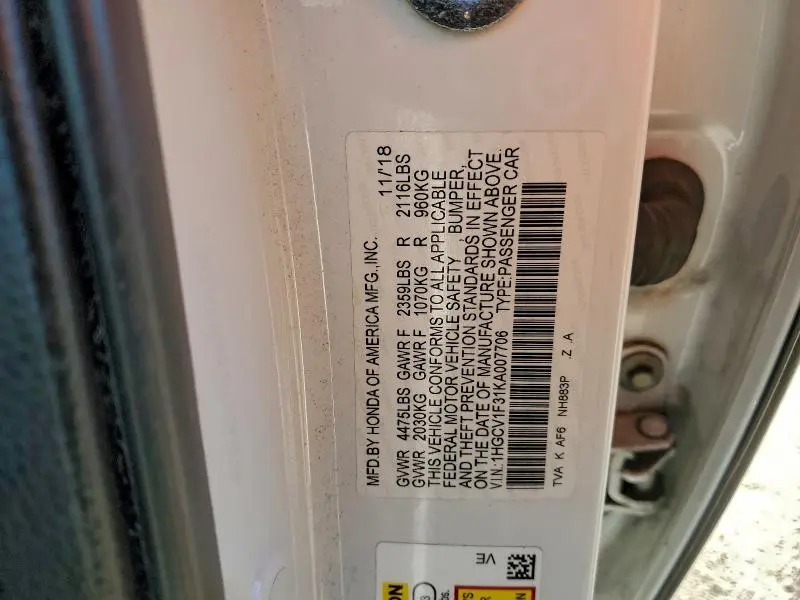 MFD.BY HONDA OF AMERICA MFG.,INC. 11/18
GVWR 4475LBS GAWR F 2359LBS R 2116LBS
GVWR 2030KG GAWR F 1070KG R 960KG
THIS VEHICLE CONFORMS TO ALL APPLICABLE
FEDERAL MOTOR VEHICLE SAFETY BUMPER,
AND THEFT PREVENTION STANDARDS IN EFFECT
ON THE DATE OF MANUFACTURE SHOWN ABOVE.
V.I.N.:1HGCV1F31KA007706 TYPE:PASSENGER CAR
TVA K AF6 NH883P Z .A
VE